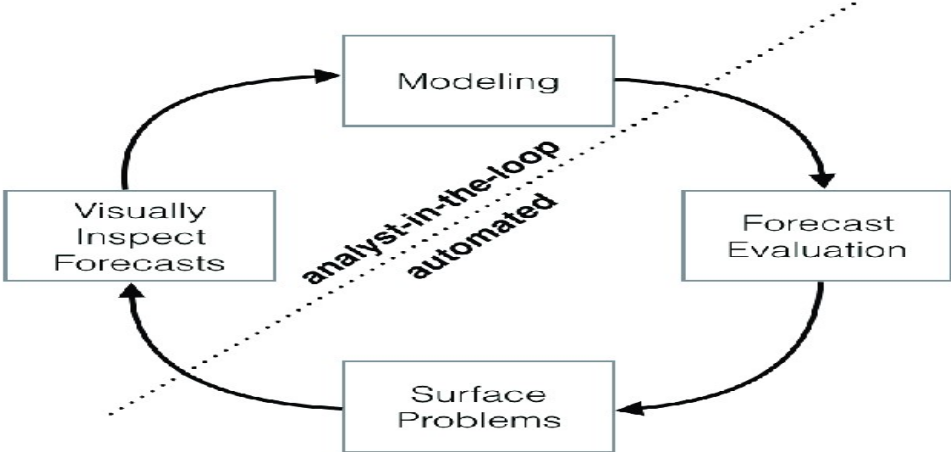 Modeling
analyst-in-the-loop
automated
Visually
Inspect
Forecasts
Forecast
Evaluation
Surface
Problems